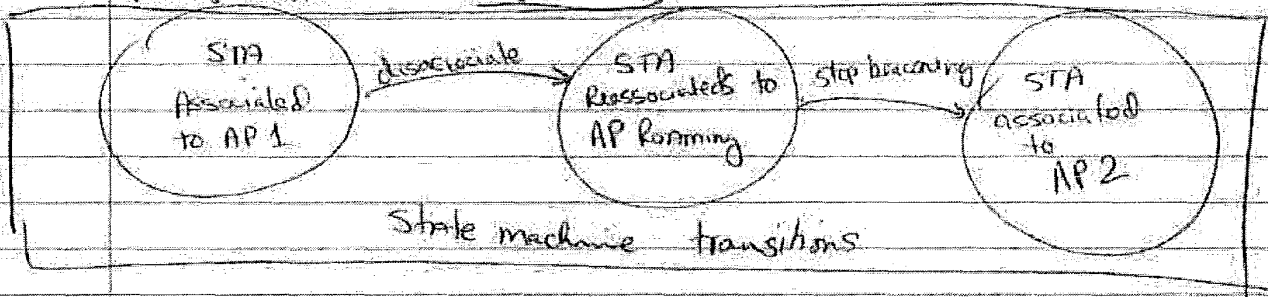 STA
Associated
to AP 1
disassociate
STA
Reassociates to
AP Roaming
stop beaconing
STA
associated
to
AP 2
State machine transitions